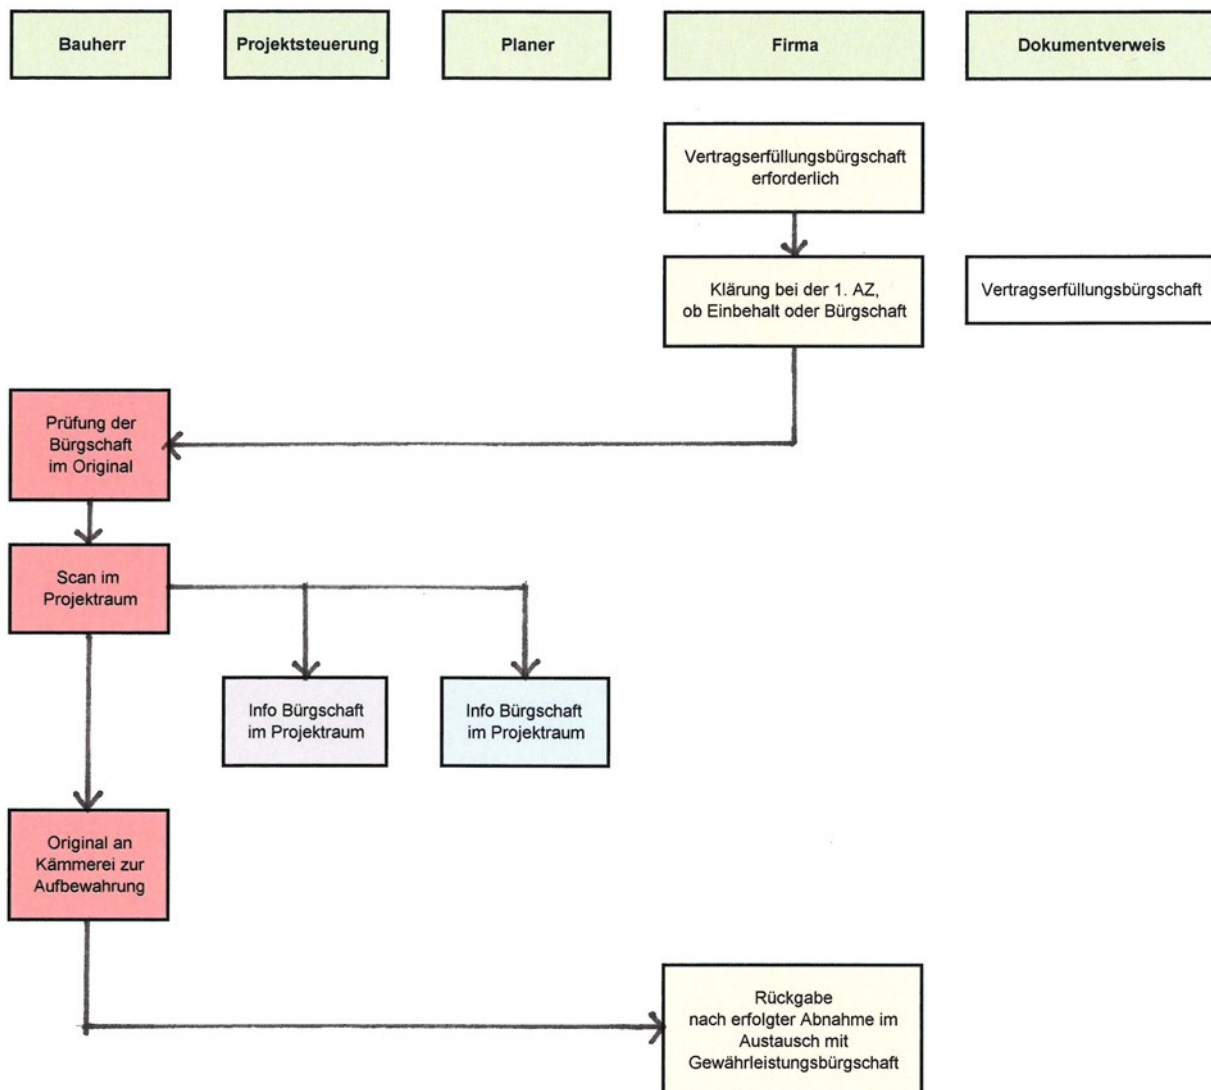 Bauherr
Projektsteuerung
Planer
Firma
Dokumentverweis
Vertragserfüllungsbürgschaft
erforderlich
Klärung bei der 1. AZ,
ob Einbehalt oder Bürgschaft
Vertragserfüllungsbürgschaft
Prüfung der
Bürgschaft
im Original
Scan im
Projektraum
Info Bürgschaft
im Projektraum
Info Bürgschaft
im Projektraum
Original an
Kämmerei zur
Aufbewahrung
Rückgabe
nach erfolgter Abnahme im
Austausch mit
Gewährleistungsbürgschaft